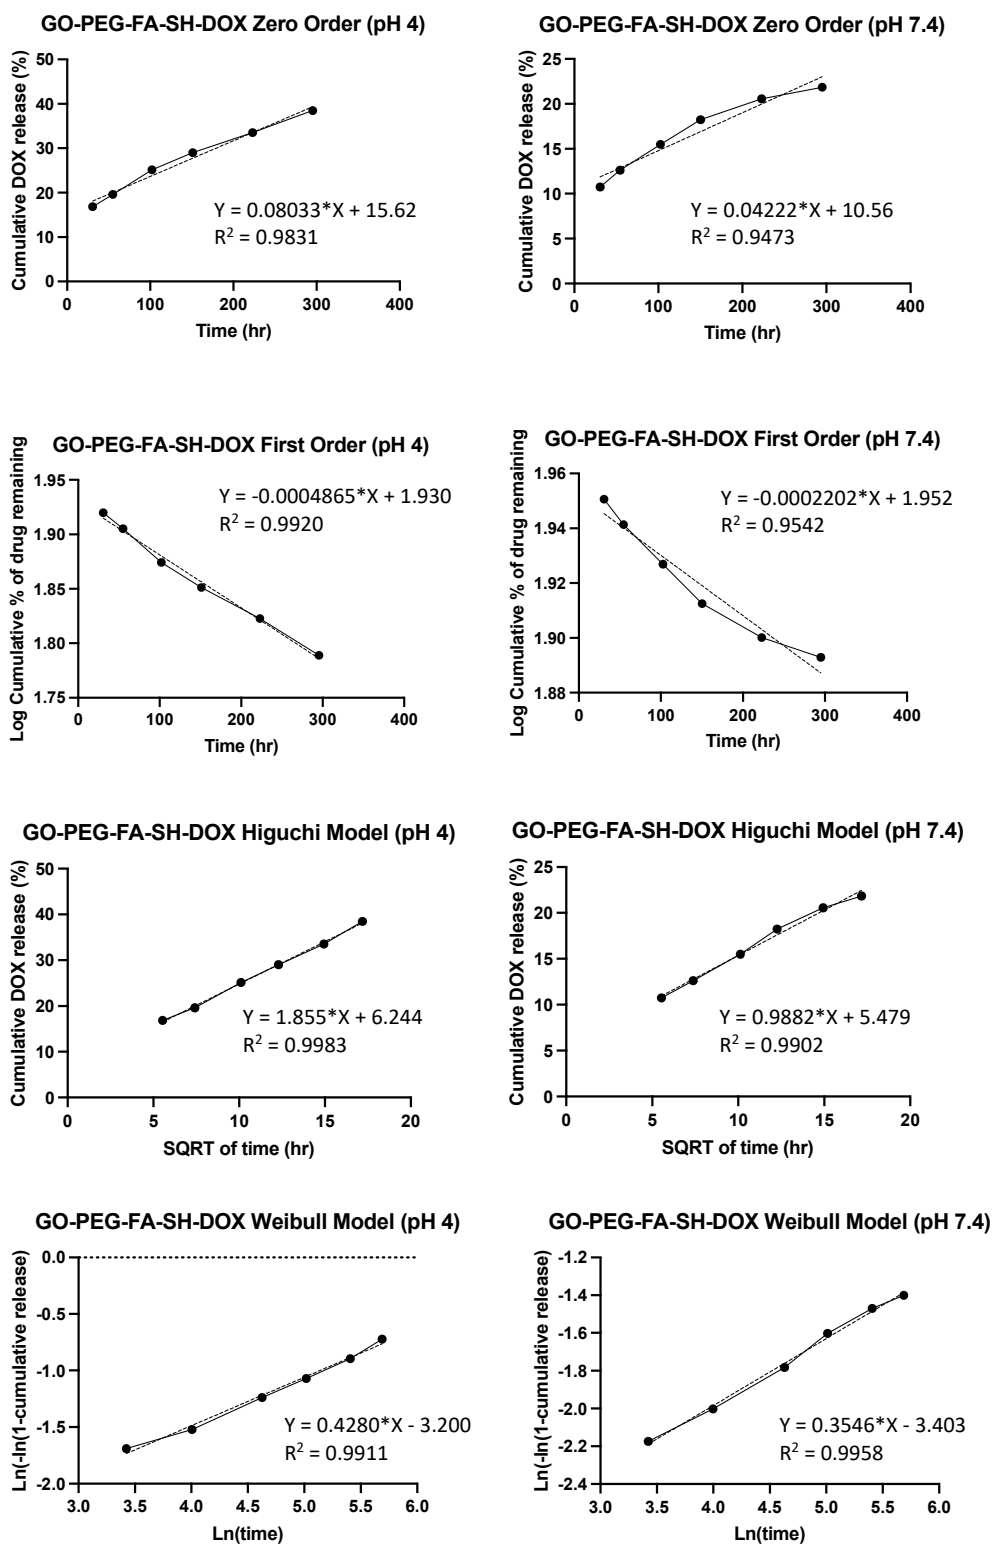 GO-PEG-FA-SH-DOX Zero Order (pH 4)
Cumulative DOX release (%)
50
40
30
20
10
0
Y = 0.08033*X + 15.62
R² = 0.9831
0 100 200 300 400
Time (hr)
GO-PEG-FA-SH-DOX Zero Order (pH 7.4)
Cumulative DOX release (%)
25
20
15
10
5
0
Y = 0.04222*X + 10.56
R² = 0.9473
0 100 200 300 400
Time (hr)
GO-PEG-FA-SH-DOX First Order (pH 4)
Log Cumulative % of drug remaining
1.95
1.90
1.85
1.80
1.75
Y = -0.0004865*X + 1.930
R² = 0.9920
0 100 200 300 400
Time (hr)
GO-PEG-FA-SH-DOX First Order (pH 7.4)
Log Cumulative % of drug remaining
1.96
1.94
1.92
1.90
1.88
Y = -0.0002202*X + 1.952
R² = 0.9542
0 100 200 300 400
Time (hr)
GO-PEG-FA-SH-DOX Higuchi Model (pH 4)
Cumulative DOX release (%)
50
40
30
20
10
0
Y = 1.855*X + 6.244
R² = 0.9983
0 5 10 15 20
SQRT of time (hr)
GO-PEG-FA-SH-DOX Higuchi Model (pH 7.4)
Cumulative DOX release (%)
25
20
15
10
5
0
Y = 0.9882*X + 5.479
R² = 0.9902
0 5 10 15 20
SQRT of time (hr)
GO-PEG-FA-SH-DOX Weibull Model (pH 4)
Ln(-ln(1-cumulative release)
0.0
-0.5
-1.0
-1.5
-2.0
Y = 0.4280*X - 3.200
R² = 0.9911
3.0 3.5 4.0 4.5 5.0 5.5 6.0
Ln(time)
GO-PEG-FA-SH-DOX Weibull Model (pH 7.4)
Ln(-ln(1-cumulative release)
-1.2
-1.4
-1.6
-1.8
-2.0
-2.2
-2.4
Y = 0.3546*X - 3.403
R² = 0.9958
3.0 3.5 4.0 4.5 5.0 5.5 6.0
Ln(time)